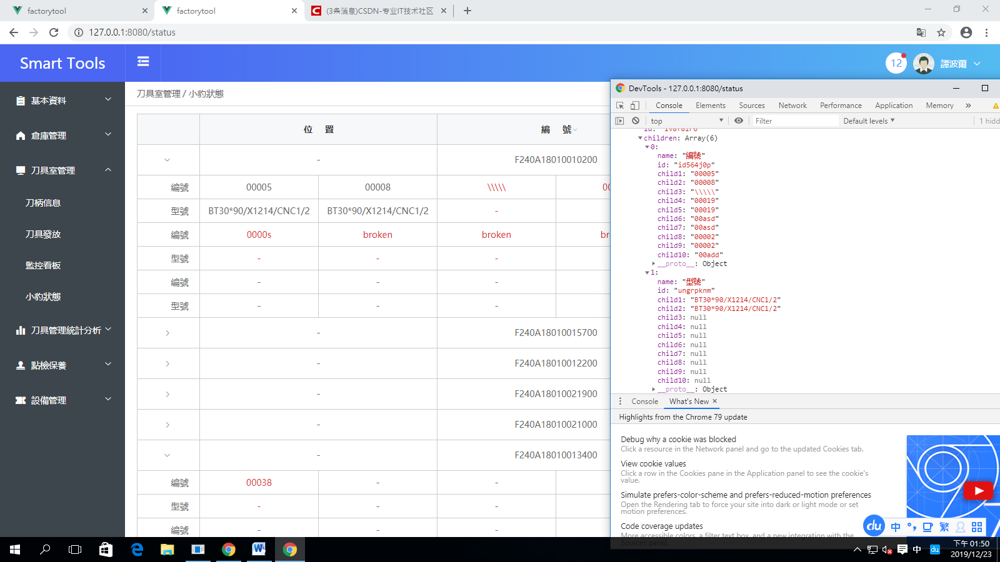 factorytool
factorytool
(3条消息)CSDN-专业IT技术社区
127.0.0.1:8080/status
Smart Tools
12
譚波爾
基本資料
倉庫管理
刀具室管理
刀柄信息
刀具發放
監控看板
小豹狀態
刀具管理統計分析
點檢保養
設備管理
刀具室管理 / 小豹狀態
位 置 編 號
- F240A18010010200
編號 00005 00008 \\\\\ 00
型號 BT30*90/X1214/CNC1/2 BT30*90/X1214/CNC1/2 -
編號 0000s broken broken br
型號 - - -
編號 - - -
型號 - - -
- F240A18010015700
- F240A18010012200
- F240A18010021900
- F240A18010021000
- F240A18010013400
編號 00038 - -
型號 - - -
編號 - - -
DevTools - 127.0.0.1:8080/status
Console Elements Sources Network Performance Application Memory »
top Filter Default levels 1 hidd
children: Array(6)
0:
name: "編號"
id: "id564j0p"
child1: "00005"
child2: "00008"
child3: "\\\\\"
child4: "00019"
child5: "00019"
child6: "00asd"
child7: "00asd"
child8: "00002"
child9: "00002"
child10: "00add"
__proto__: Object
1:
name: "型號"
id: "ungrpknm"
child1: "BT30*90/X1214/CNC1/2"
child2: "BT30*90/X1214/CNC1/2"
child3: null
child4: null
child5: null
child6: null
child7: null
child8: null
child9: null
child10: null
__proto__: Object
Console What's New
Highlights from the Chrome 79 update
Debug why a cookie was blocked
Click a resource in the Network panel and go to the updated Cookies tab.
View cookie values
Click a row in the Cookies pane in the Application panel to see the cookie's
value.
Simulate prefers-color-scheme and prefers-reduced-motion preferences
Open the Rendering tab to force your site into dark or light mode or set
motion preferences.
Code coverage updates
More accessible colors, a filter text box, and a new integration with the
Sources panel.
du 中 繁
中 du
下午 01:50
2019/12/23